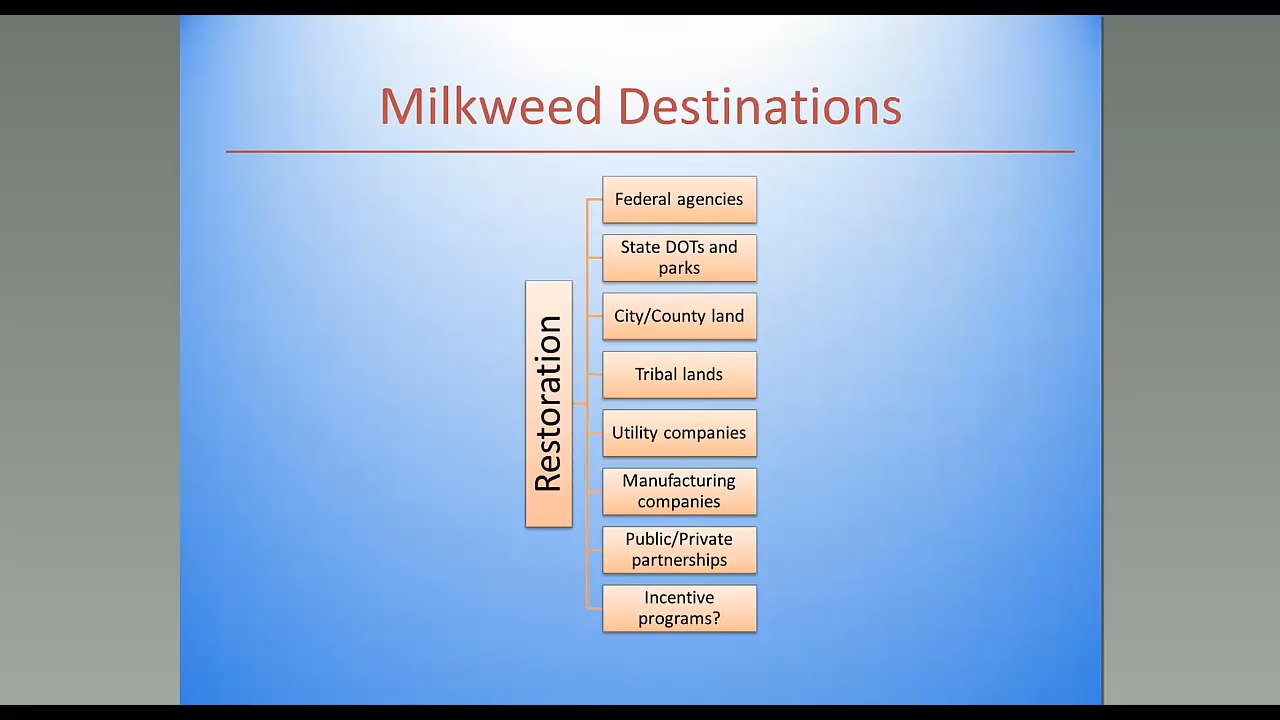 Milkweed Destinations
Restoration
Federal agencies
State DOTs and
parks
City/County land
Tribal lands
Utility companies
Manufacturing
companies
Public/Private
partnerships
Incentive
programs?